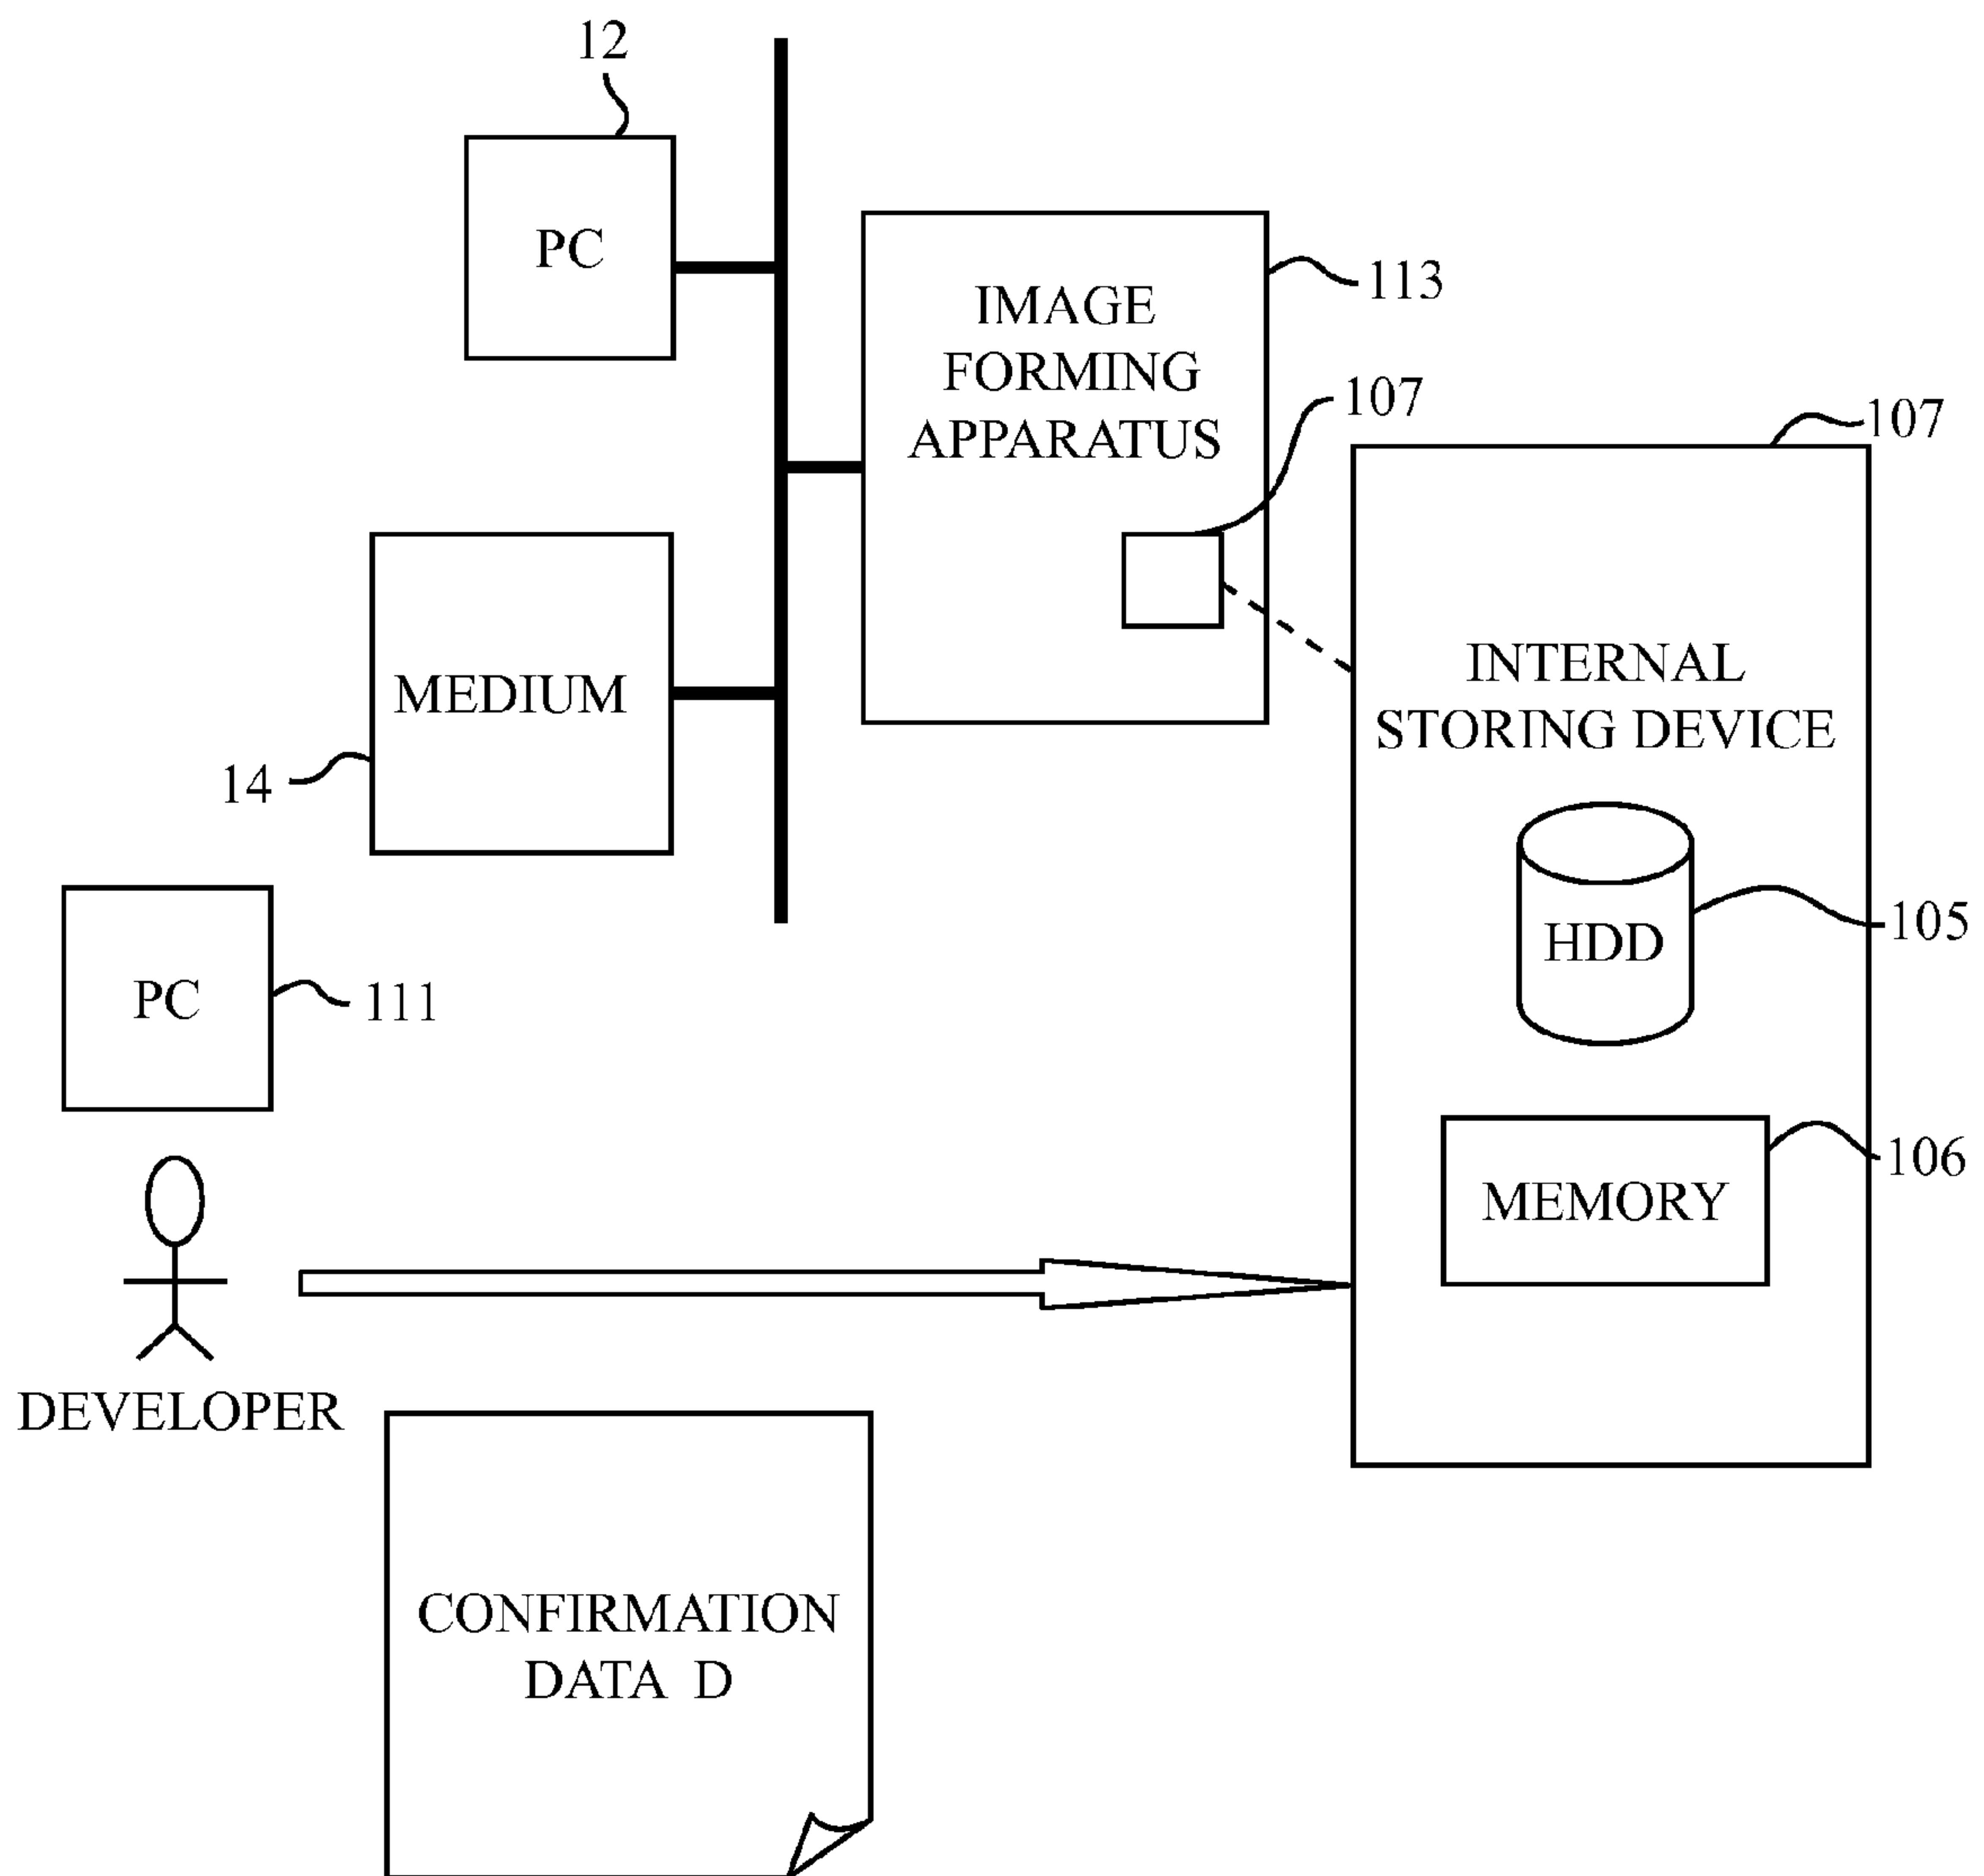 12
PC
IMAGE
FORMING
APPARATUS
113
107
107
MEDIUM
14
INTERNAL
STORING DEVICE
HDD
105
PC
111
MEMORY
106
DEVELOPER
CONFIRMATION
DATA D